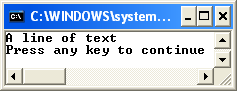 C:\WINDOWS\system...
A line of text
Press any key to continue